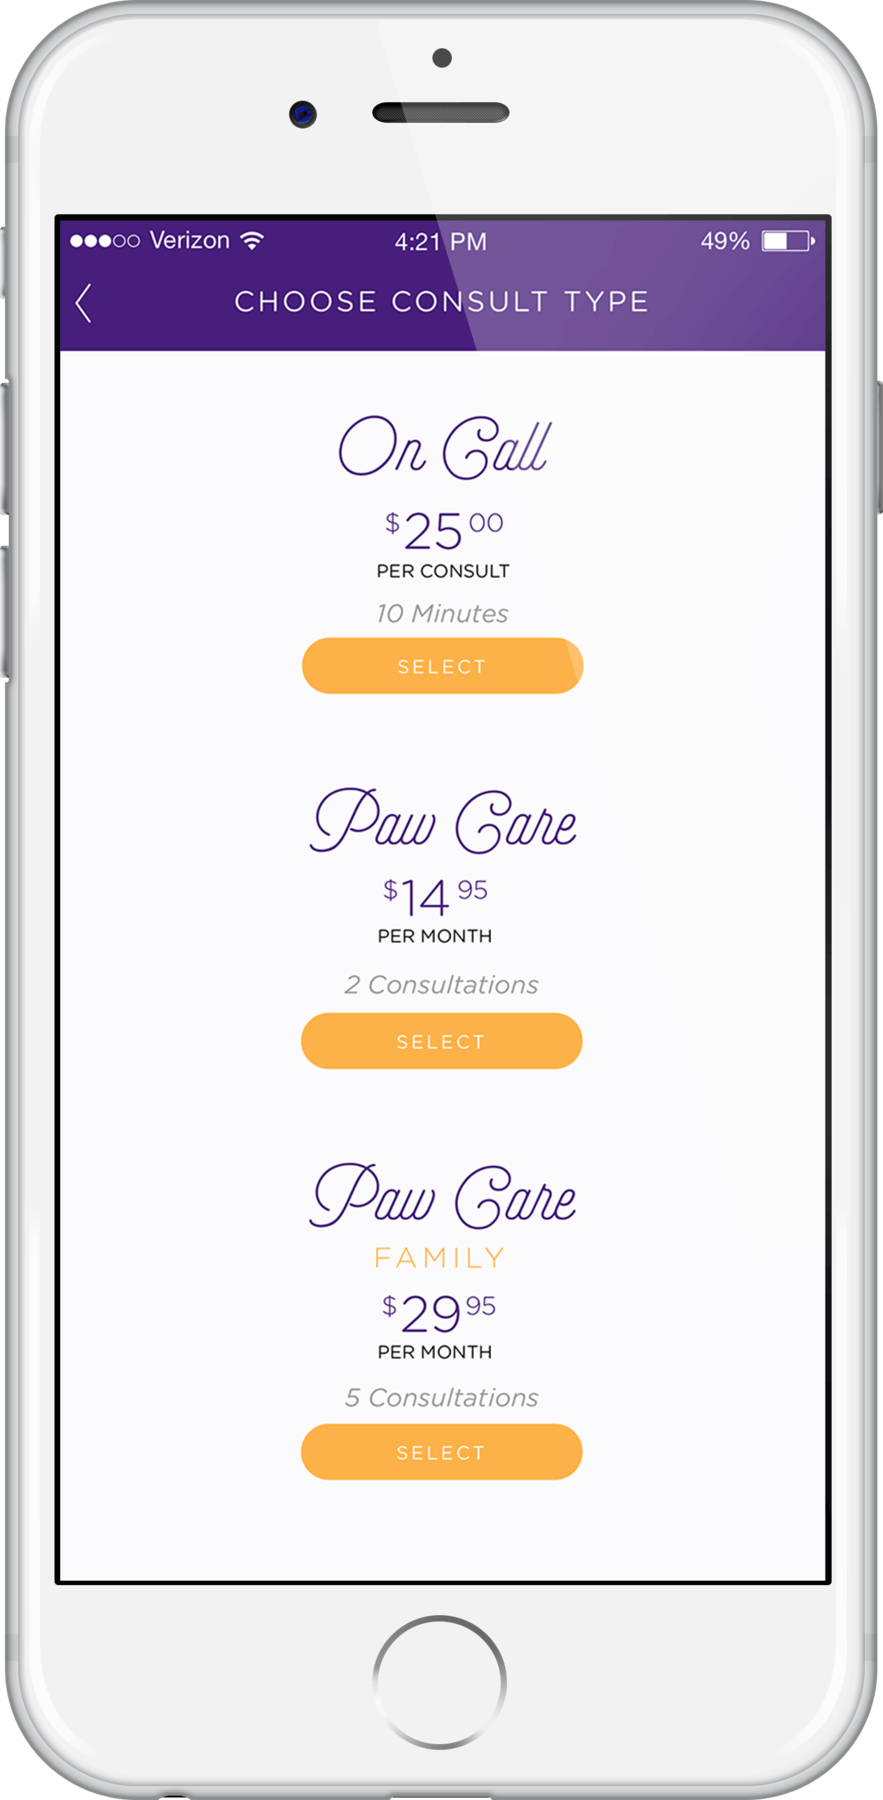 Verizon 4:21 PM 49%
CHOOSE CONSULT TYPE
On Call
$25 00
PER CONSULT
10 Minutes
SELECT
Paw Care
$14 95
PER MONTH
2 Consultations
SELECT
Paw Care
FAMILY
$29 95
PER MONTH
5 Consultations
SELECT